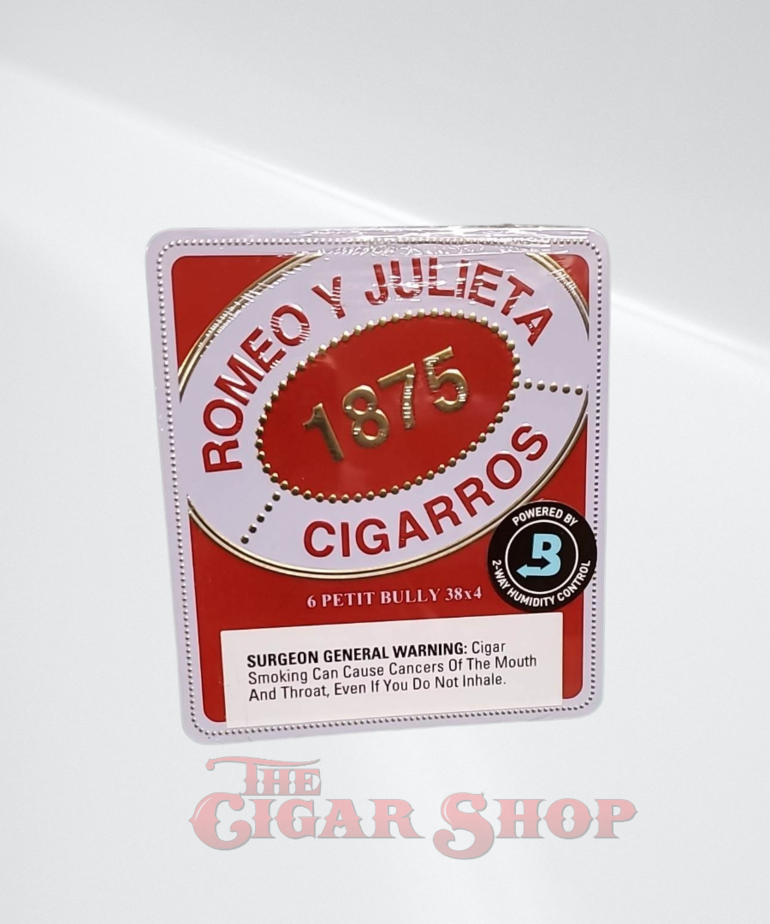 ROMEO Y JULIETA
1875
CIGARROS
6 PETIT BULLY 38x4
POWERED BY
B
2-WAY HUMIDITY CONTROL
SURGEON GENERAL WARNING: Cigar
Smoking Can Cause Cancers Of The Mouth
And Throat, Even If You Do Not Inhale.
THE
CIGAR SHOP